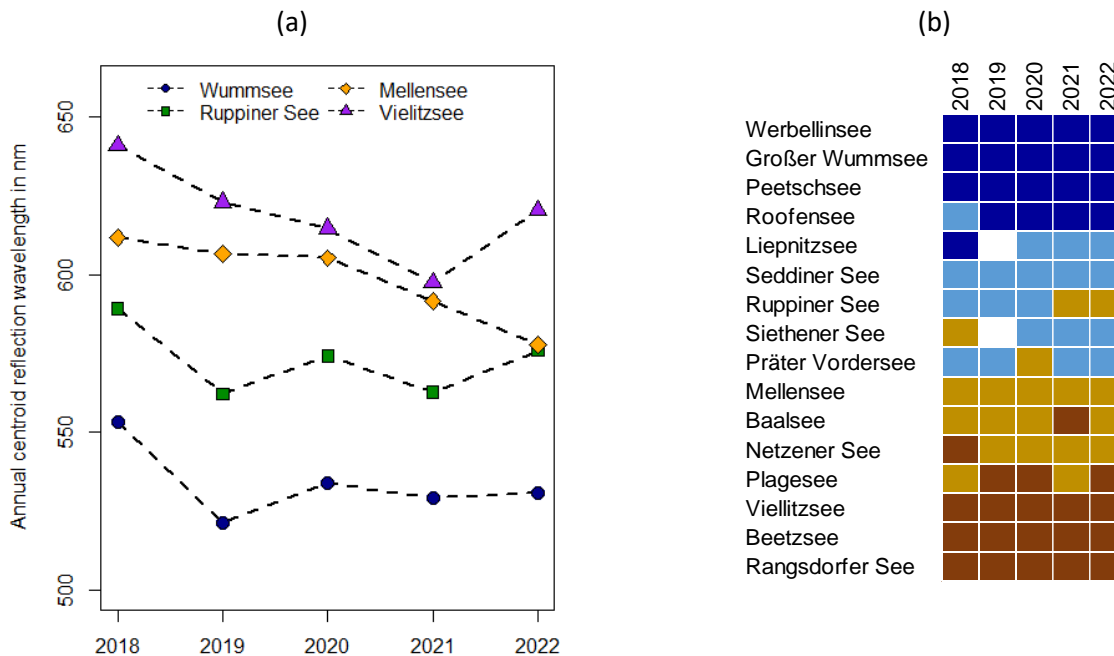 (a)
Annual centroid reflection wavelength in nm
650
600
550
500
Wummsee
Ruppiner See
Mellensee
Vielitzsee
2018 2019 2020 2021 2022
(b)
2018 2019 2020 2021 2022
Werbellinsee
Großer Wummsee
Peetschsee
Roofensee
Liepnitzsee
Seddiner See
Ruppiner See
Siethener See
Präter Vordersee
Mellensee
Baalsee
Netzener See
Plagesee
Viellitzsee
Beetzsee
Rangsdorfer See